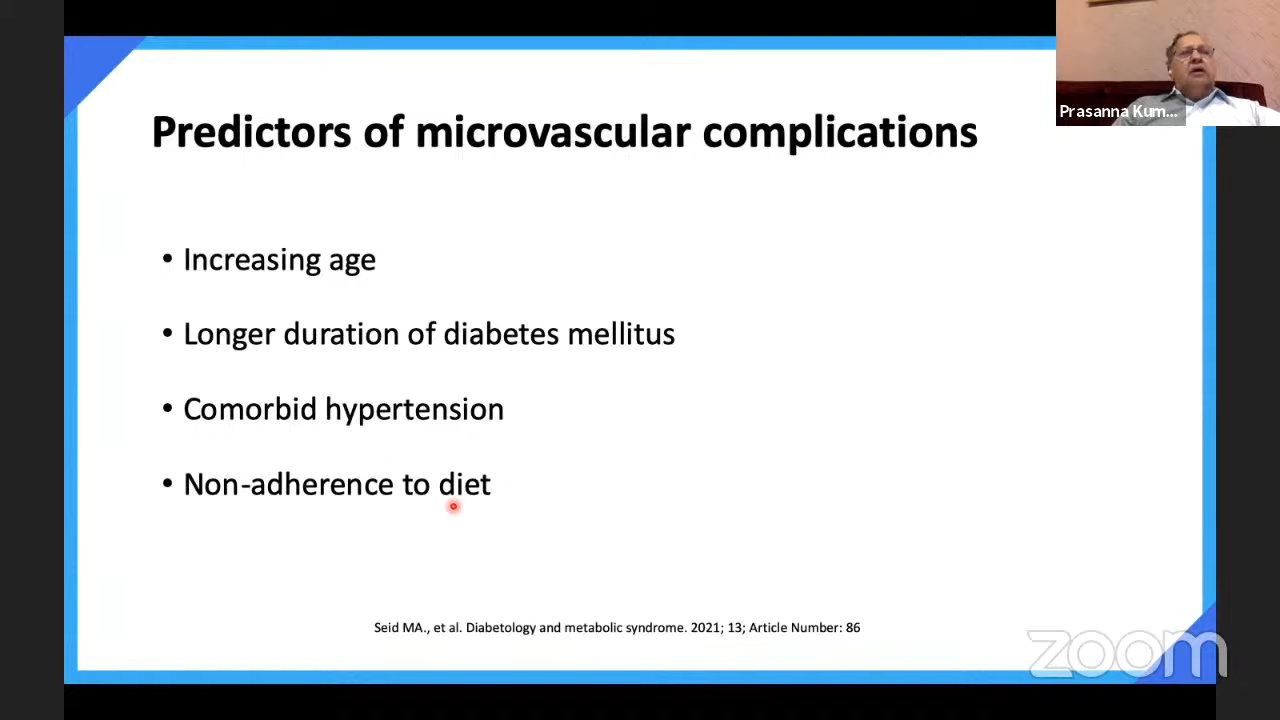 Prasanna Kum...
Predictors of microvascular complications
• Increasing age
• Longer duration of diabetes mellitus
• Comorbid hypertension
• Non-adherence to diet
Seid MA., et al. Diabetology and metabolic syndrome. 2021; 13; Article Number: 86
zoom